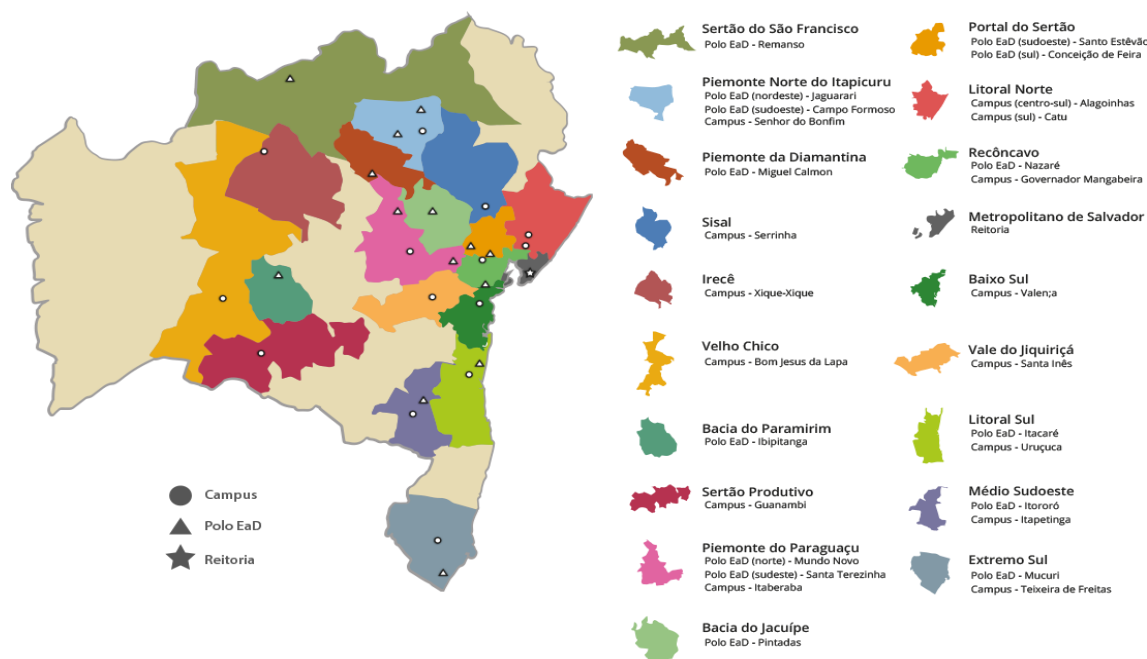 Sertão do São Francisco
Polo EaD - Remanso
Piemonte Norte do Itapicuru
Polo EaD (nordeste) - Jaguarari
Polo EaD (sudoeste) - Campo Formoso
Campus - Senhor do Bonfim
Piemonte da Diamantina
Polo EaD - Miguel Calmon
Sisal
Campus - Serrinha
Irecê
Campus - Xique-Xique
Velho Chico
Campus - Bom Jesus da Lapa
Bacia do Paramirim
Polo EaD - Ibipitanga
Sertão Produtivo
Campus - Guanambi
Piemonte do Paraguaçu
Polo EaD (norte) - Mundo Novo
Polo EaD (sudeste) - Santa Terezinha
Campus - Itaberaba
Bacia do Jacuípe
Polo EaD - Pintadas
Portal do Sertão
Polo EaD (sudoeste) - Santo Estêvão
Polo EaD (sul) - Conceição de Feira
Litoral Norte
Campus (centro-sul) - Alagoinhas
Campus (sul) - Catu
Recôncavo
Polo EaD - Nazaré
Campus - Governador Mangabeira
Metropolitano de Salvador
Reitoria
Baixo Sul
Campus - Valen;a
Vale do Jiquiriçá
Campus - Santa Inês
Litoral Sul
Polo EaD - Itacaré
Campus - Uruçuca
Médio Sudoeste
Polo EaD - Itororó
Campus - Itapetinga
Extremo Sul
Polo EaD - Mucuri
Campus - Teixeira de Freitas
Campus
Polo EaD
Reitoria